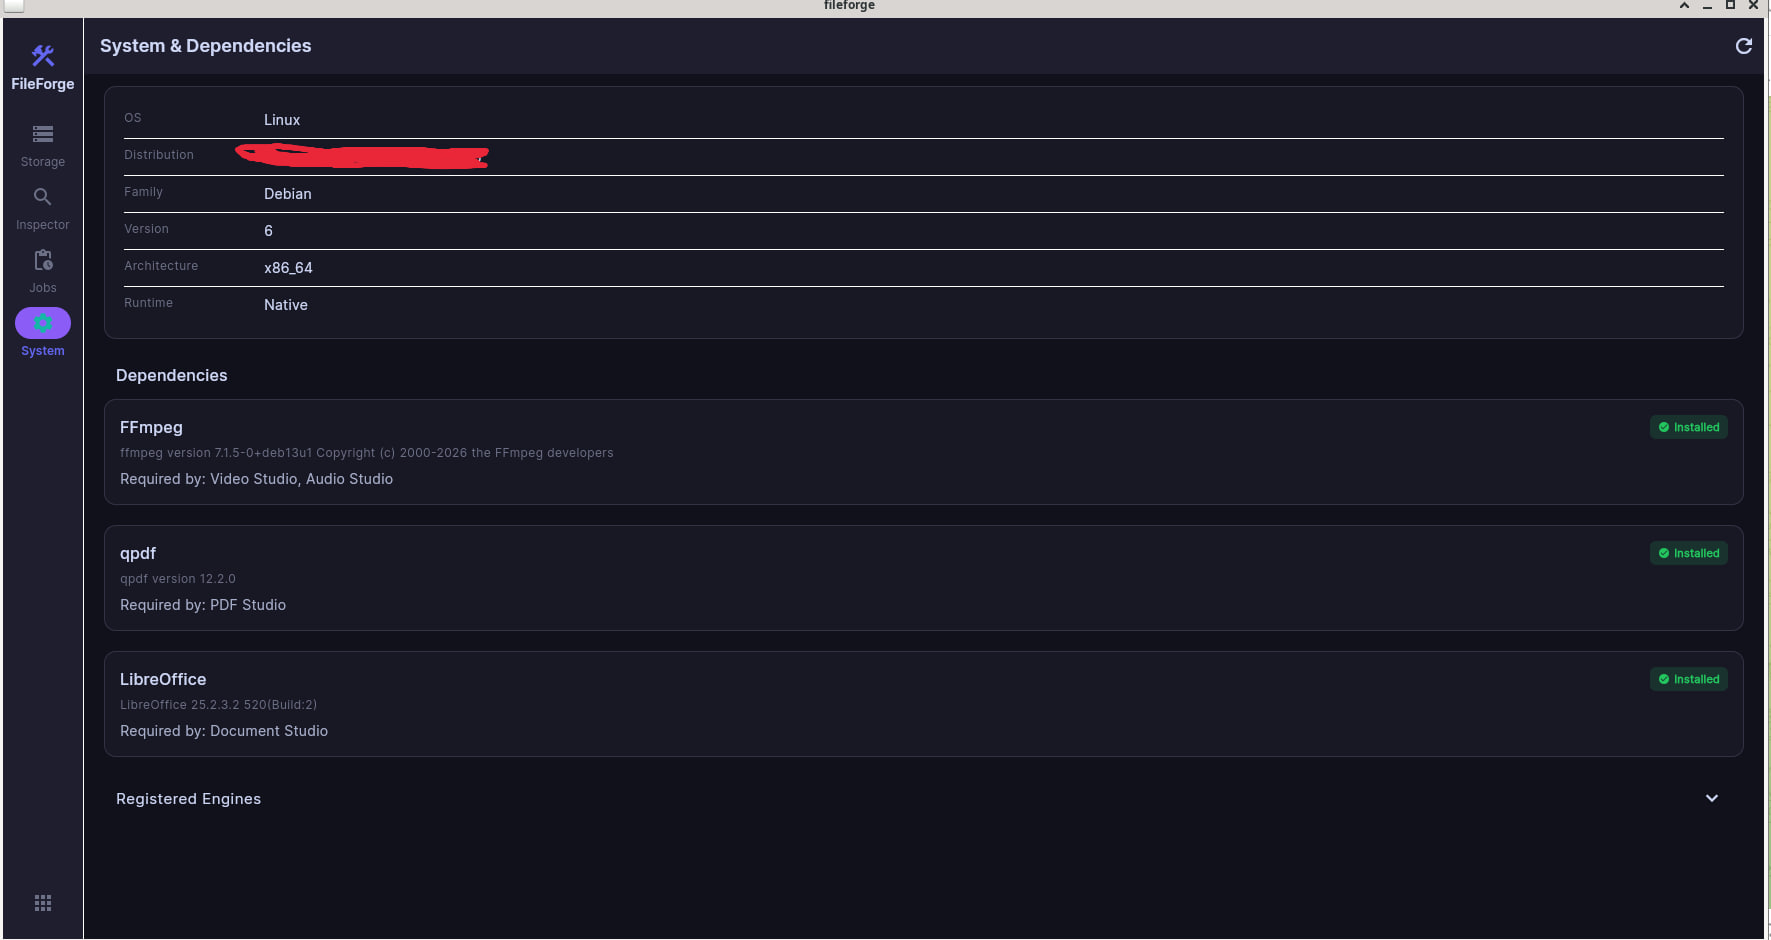 fileforge
System & Dependencies
FileForge
Storage
Inspector
Jobs
System
OS Linux
Distribution
Family Debian
Version 6
Architecture x86_64
Runtime Native
Dependencies
FFmpeg Installed
ffmpeg version 7.1.5-0+deb13u1 Copyright (c) 2000-2026 the FFmpeg developers
Required by: Video Studio, Audio Studio
qpdf Installed
qpdf version 12.2.0
Required by: PDF Studio
LibreOffice Installed
LibreOffice 25.2.3.2 520(Build:2)
Required by: Document Studio
Registered Engines